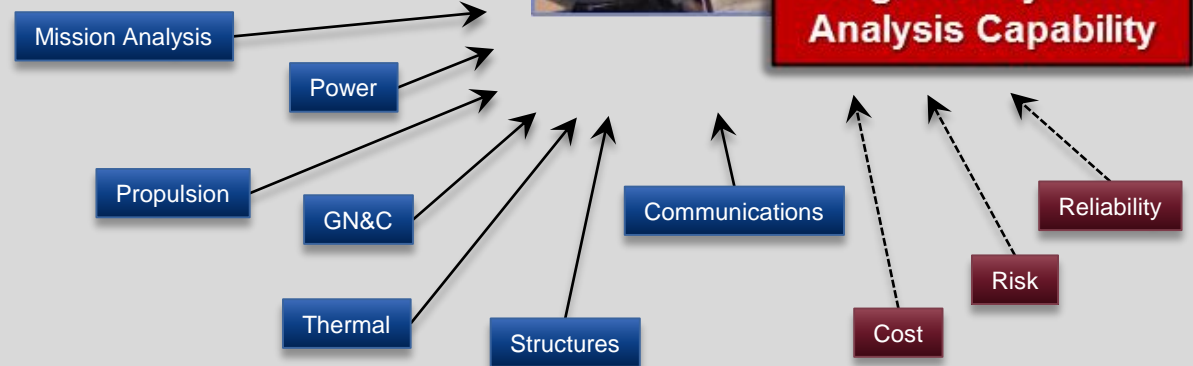 Analysis Capability
Mission Analysis
Power
Propulsion
GN&C
Communications
Reliability
Risk
Thermal
Structures
Cost